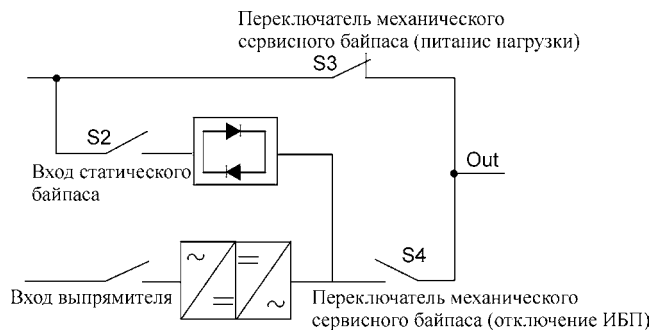 Переключатель механического
сервисного байпаса (питание нагрузки)
S3
S2
Вход статического
байпаса
Out
S4
Вход выпрямителя
Переключатель механического
сервисного байпаса (отключение ИБП)